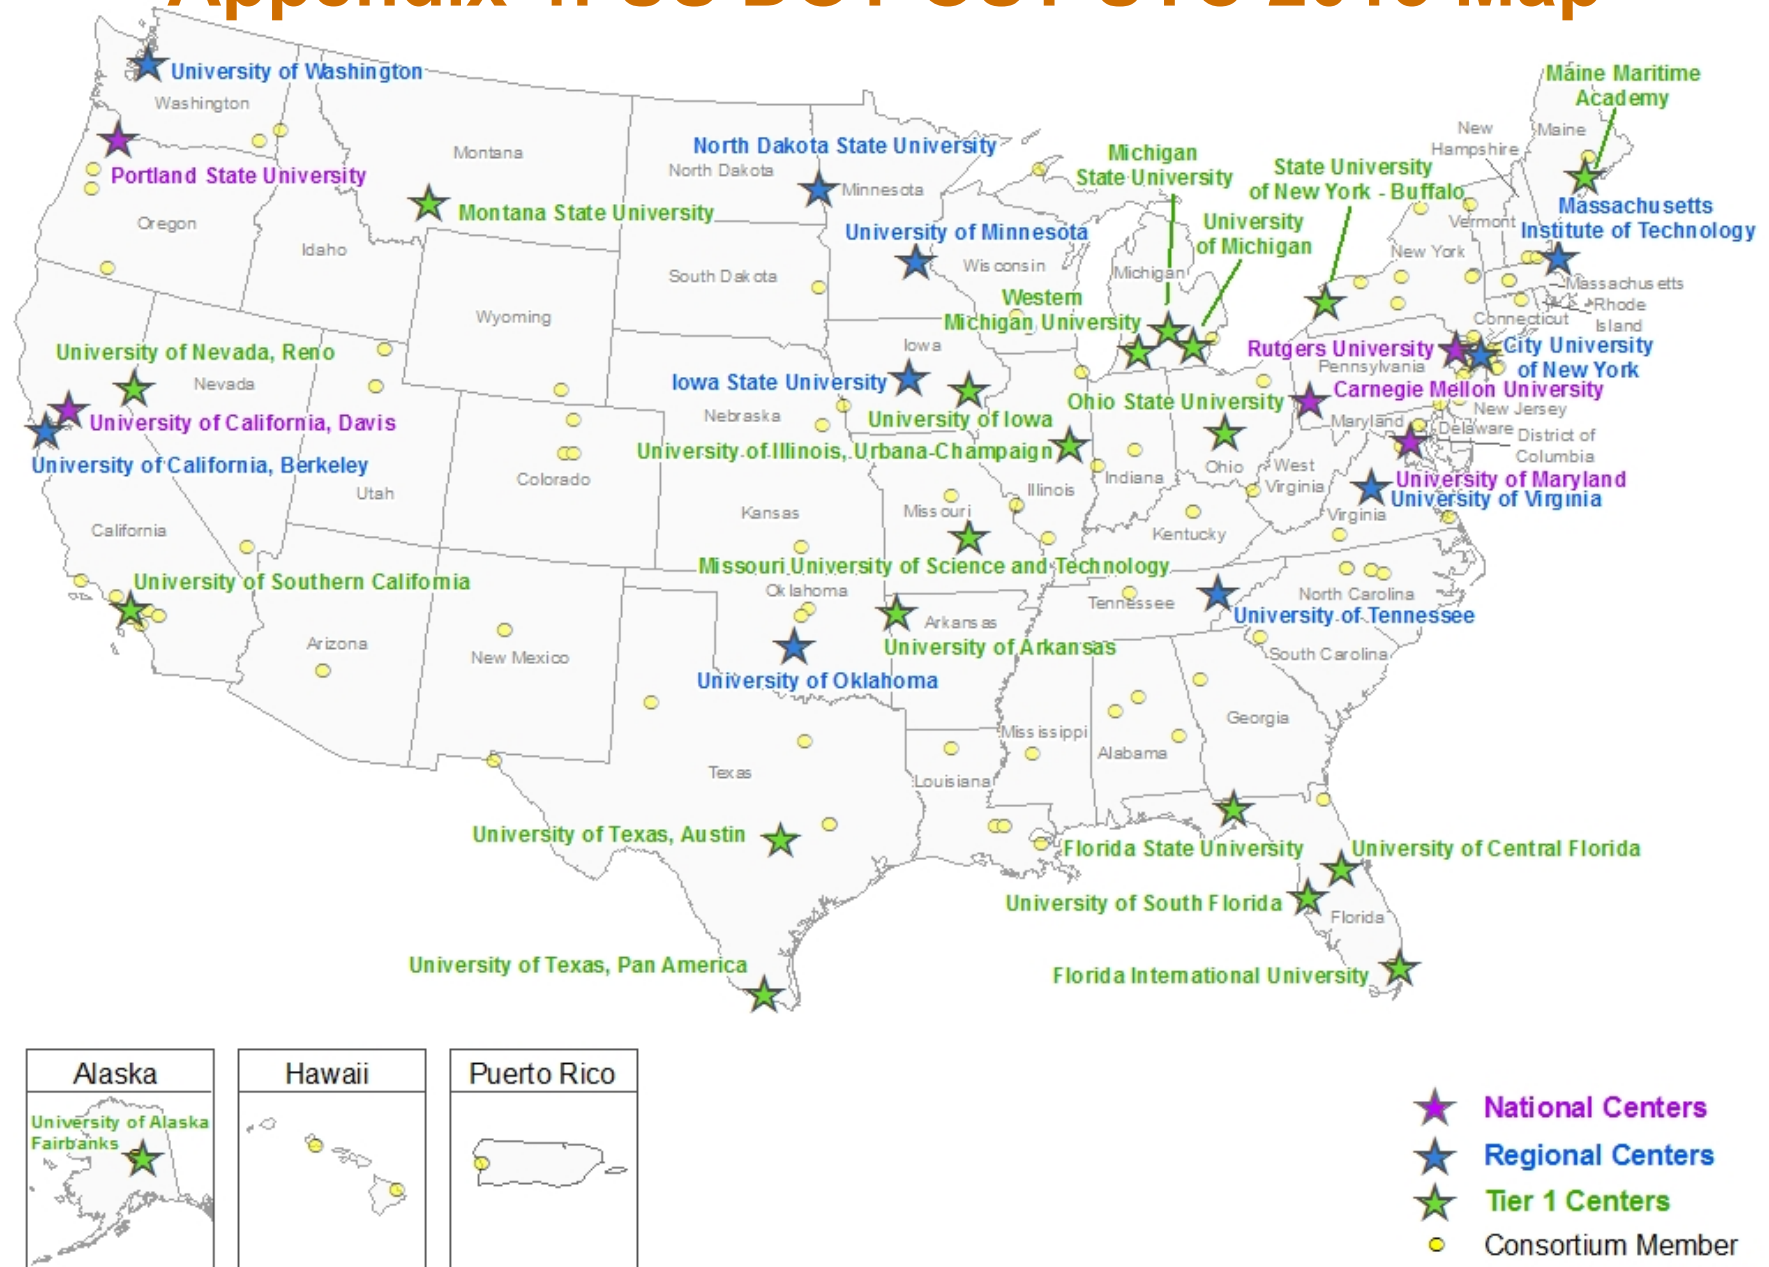 University of Washington
Washington
Portland State University
Oregon
Idaho
Montana
Montana State University
North Dakota State University
North Dakota
Minnesota
University of Minnesota
South Dakota
Wisconsin
Wyoming
Michigan
State University
State University
of New York - Buffalo
University
of Michigan
Michigan
Western
Michigan University
New
Hampshire
Maine Maritime
Academy
Maine
Vermont
New York
Massachusetts
Institute of Technology
Massachusetts
Rhode
Island
Connecticut
Rutgers University
City University
of New York
Pennsylvania
Carnegie Mellon University
New Jersey
Maryland
Delaware
District of
Columbia
University of Maryland
University of Virginia
Virginia
West
Virginia
University of Nevada, Reno
Nevada
University of California, Davis
University of California, Berkeley
California
Utah
Colorado
Nebraska
Iowa
Iowa State University
University of Iowa
Ohio State University
University of Illinois, Urbana-Champaign
Illinois
Indiana
Ohio
Kansas
Missouri
Kentucky
Missouri University of Science and Technology
University of Southern California
Arizona
New Mexico
Oklahoma
University of Oklahoma
Arkansas
University of Arkansas
Tennessee
University of Tennessee
North Carolina
South Carolina
Georgia
Alabama
Mississippi
Louisiana
Texas
University of Texas, Austin
University of Texas, Pan America
Florida State University
University of Central Florida
University of South Florida
Florida
Florida International University
Alaska
University of Alaska
Fairbanks
Hawaii
Puerto Rico
National Centers
Regional Centers
Tier 1 Centers
Consortium Member